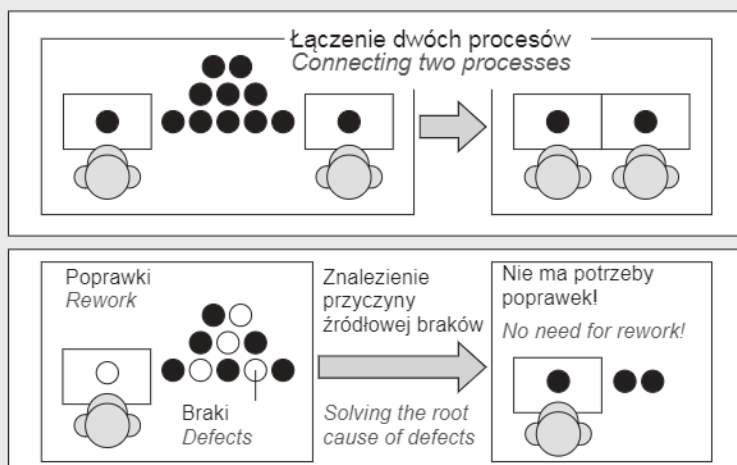 Łączenie dwóch procesów
Connecting two processes
Poprawki
Rework
Braki
Defects
Znalezienie
przyczyny
źródłowej braków
Solving the root
cause of defects
Nie ma potrzeby
poprawek!
No need for rework!